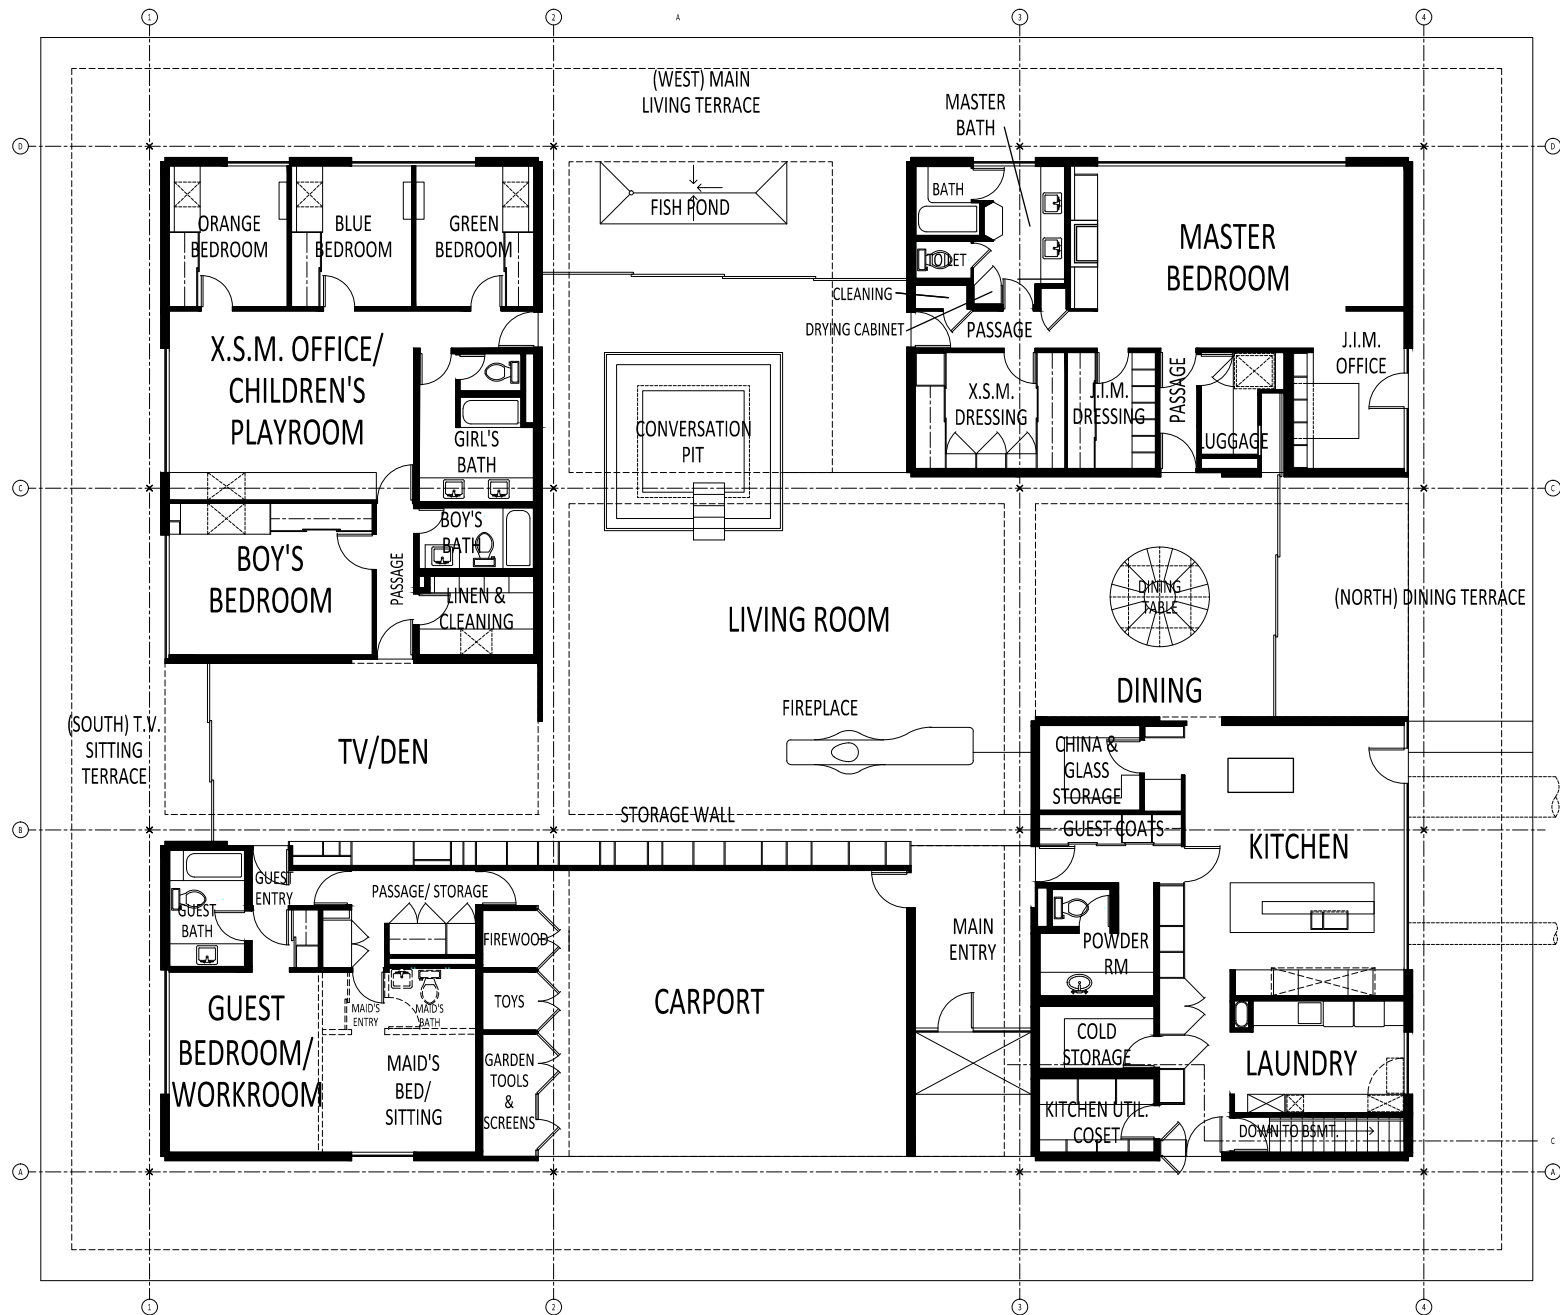 1
2
A
3
4
(WEST) MAIN
LIVING TERRACE
MASTER
BATH
D
D
BATH
FISH POND
ORANGE
BEDROOM
BLUE
BEDROOM
GREEN
BEDROOM
MASTER
BEDROOM
TOILET
CLEANING
DRYING CABINET
PASSAGE
X.S.M. OFFICE/
CHILDREN'S
PLAYROOM
J.I.M.
OFFICE
X.S.M.
DRESSING
J.I.M.
DRESSING
PASSAGE
LUGGAGE
CONVERSATION
PIT
GIRL'S
BATH
C
C
BOY'S
BATH
BOY'S
BEDROOM
PASSAGE
LINEN &
CLEANING
LIVING ROOM
DINING
TABLE
(NORTH) DINING TERRACE
DINING
FIREPLACE
(SOUTH) T.V.
SITTING
TERRACE
TV/DEN
CHINA &
GLASS
STORAGE
STORAGE WALL
B
B
GUEST COATS
KITCHEN
GUEST
ENTRY
PASSAGE/ STORAGE
GUEST
BATH
FIREWOOD
MAIN
ENTRY
POWDER
RM
GUEST
BEDROOM/
WORKROOM
MAID'S
ENTRY
MAID'S
BATH
TOYS
CARPORT
COLD
STORAGE
LAUNDRY
MAID'S
BED/
SITTING
GARDEN
TOOLS
&
SCREENS
KITCHEN UTIL.
COSET
DOWN TO BSMT.
C
A
A
1
2
3
4